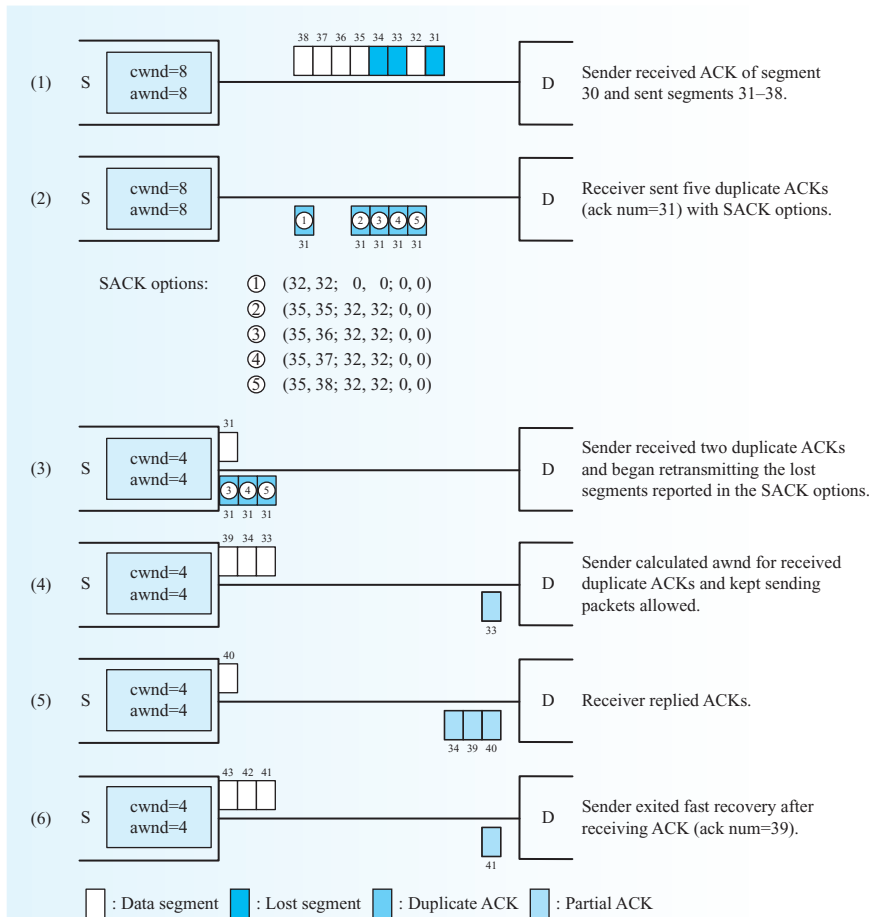 38 37 36 35 34 33 32 31
(1) S cwnd=8
awnd=8
D
Sender received ACK of segment
30 and sent segments 31–38.
(2) S cwnd=8
awnd=8
D
Receiver sent five duplicate ACKs
(ack num=31) with SACK options.
1 2 3 4 5
31 31 31 31 31
SACK options:
1 (32, 32; 0, 0; 0, 0)
2 (35, 35; 32, 32; 0, 0)
3 (35, 36; 32, 32; 0, 0)
4 (35, 37; 32, 32; 0, 0)
5 (35, 38; 32, 32; 0, 0)
31
(3) S cwnd=4
awnd=4
D
Sender received two duplicate ACKs
and began retransmitting the lost
segments reported in the SACK options.
3 4 5
31 31 31
39 34 33
(4) S cwnd=4
awnd=4
D
Sender calculated awnd for received
duplicate ACKs and kept sending
packets allowed.
33
40
(5) S cwnd=4
awnd=4
D
Receiver replied ACKs.
34 39 40
43 42 41
(6) S cwnd=4
awnd=4
D
Sender exited fast recovery after
receiving ACK (ack num=39).
41
: Data segment : Lost segment : Duplicate ACK : Partial ACK